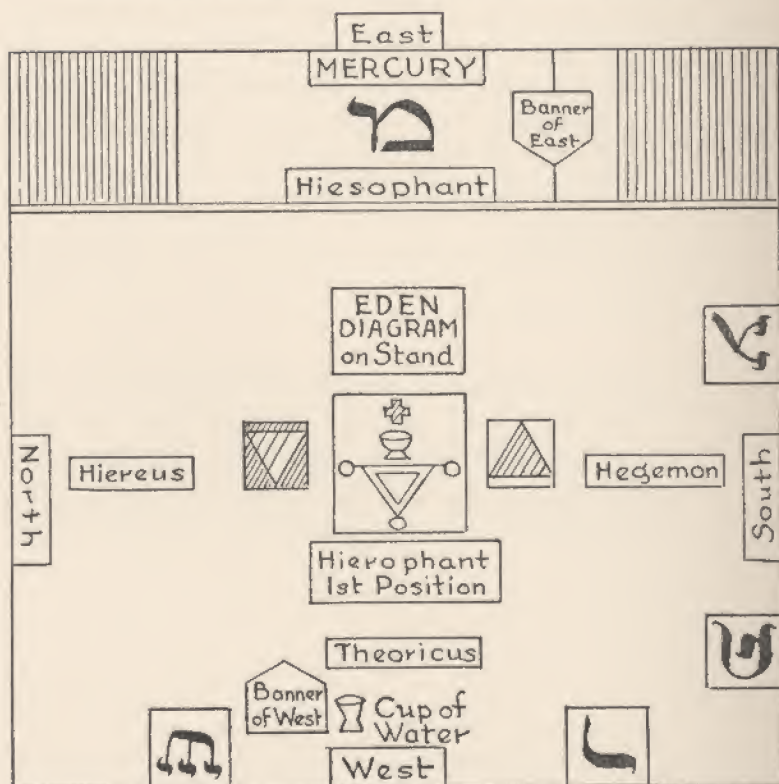 East
MERCURY
מ
Banner
of
East
Hiesophant
EDEN
DIAGRAM
on Stand
ע
North
Hiereus
Hegemon
South
Hierophant
1st Position
Theoricus
פ
Banner
of West
Cup of
Water
ש
ר
West